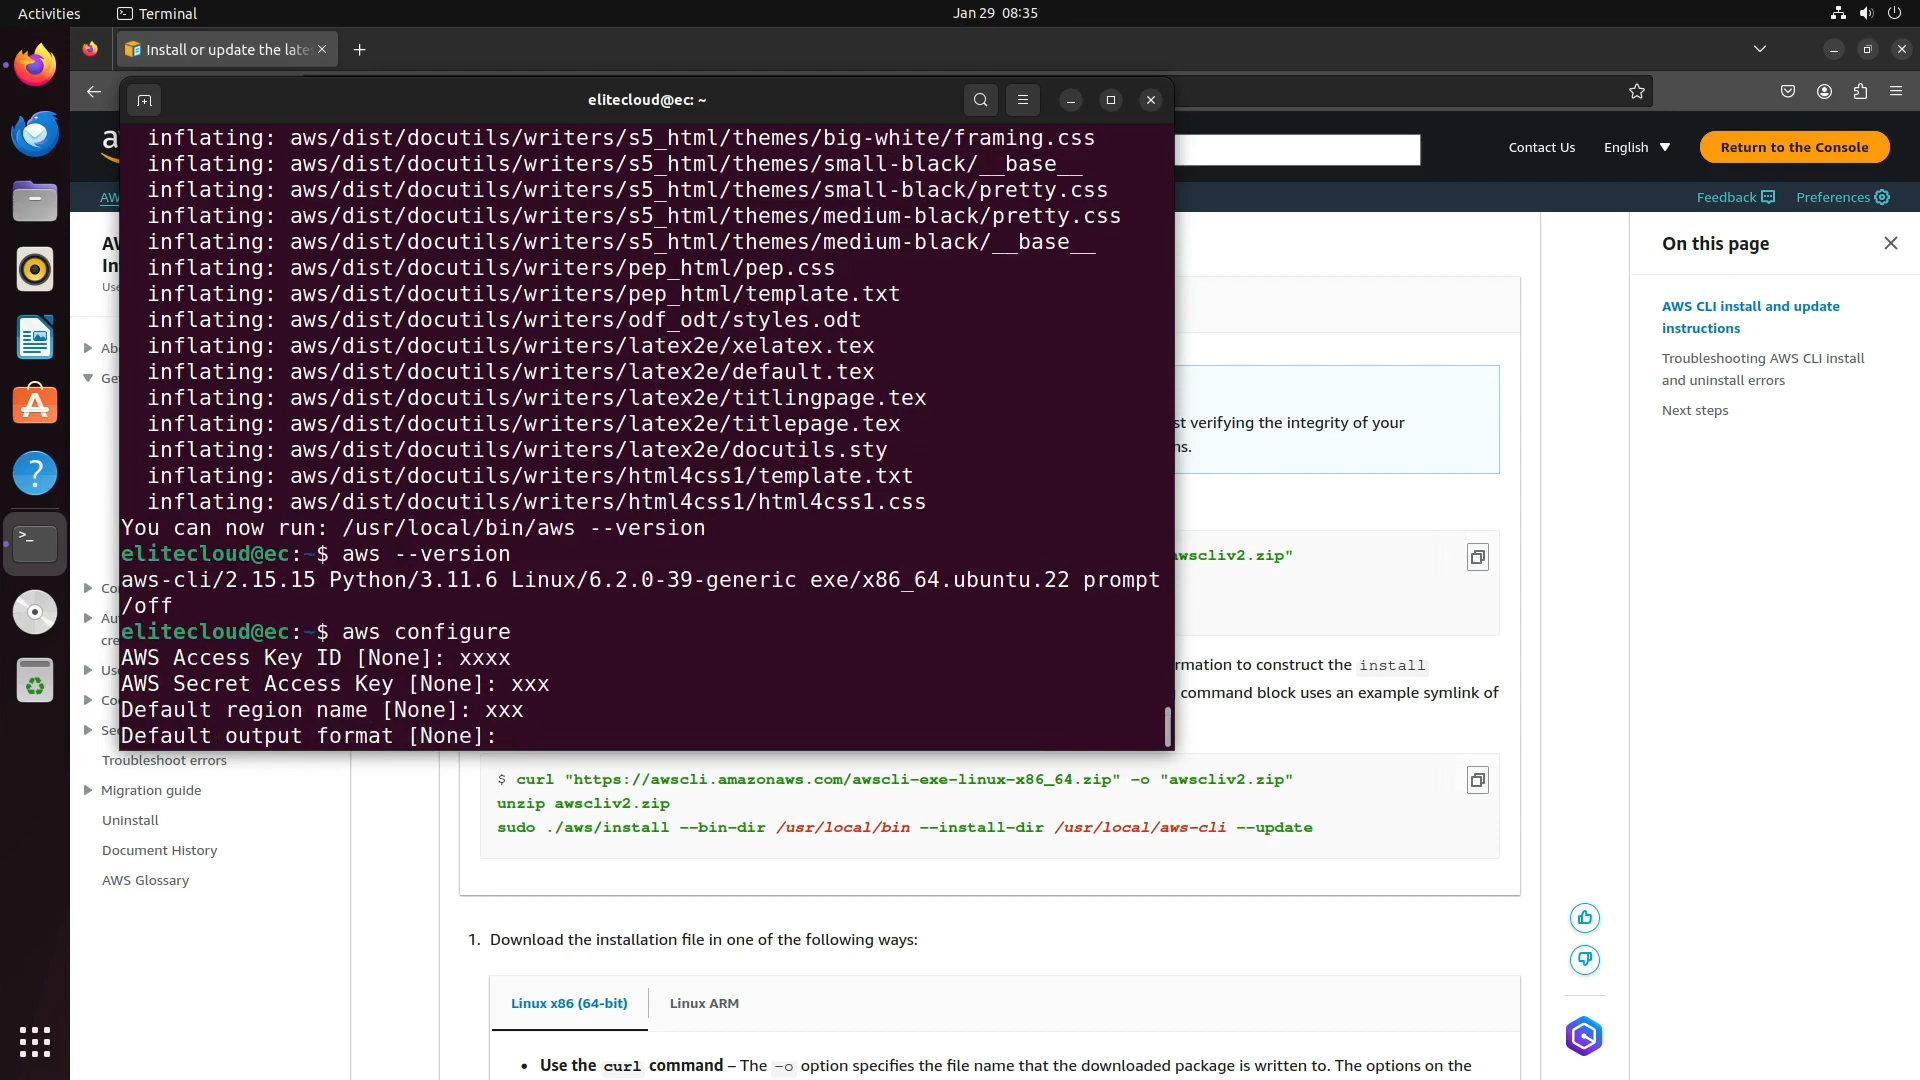 Activities
Terminal
Jan 29 08:35
Install or update the late
elitecloud@ec: ~
inflating: aws/dist/docutils/writers/s5_html/themes/big-white/framing.css
inflating: aws/dist/docutils/writers/s5_html/themes/small-black/__base__
inflating: aws/dist/docutils/writers/s5_html/themes/small-black/pretty.css
inflating: aws/dist/docutils/writers/s5_html/themes/medium-black/pretty.css
inflating: aws/dist/docutils/writers/s5_html/themes/medium-black/__base__
inflating: aws/dist/docutils/writers/pep_html/pep.css
inflating: aws/dist/docutils/writers/pep_html/template.txt
inflating: aws/dist/docutils/writers/odf_odt/styles.odt
inflating: aws/dist/docutils/writers/latex2e/xelatex.tex
inflating: aws/dist/docutils/writers/latex2e/default.tex
inflating: aws/dist/docutils/writers/latex2e/titlingpage.tex
inflating: aws/dist/docutils/writers/latex2e/titlepage.tex
inflating: aws/dist/docutils/writers/latex2e/docutils.sty
inflating: aws/dist/docutils/writers/html4css1/template.txt
inflating: aws/dist/docutils/writers/html4css1/html4css1.css
You can now run: /usr/local/bin/aws --version
elitecloud@ec:~$ aws --version
aws-cli/2.15.15 Python/3.11.6 Linux/6.2.0-39-generic exe/x86_64.ubuntu.22 prompt
/off
elitecloud@ec:~$ aws configure
AWS Access Key ID [None]: xxxx
AWS Secret Access Key [None]: xxx
Default region name [None]: xxx
Default output format [None]:
Contact Us
English
Return to the Console
Feedback
Preferences
AW
In
Use
Ab
Ge
Co
Au
cre
Us
Co
Sec
Troubleshoot errors
Migration guide
Uninstall
Document History
AWS Glossary
st verifying the integrity of your
ns.
awscliv2.zip"
rmation to construct the install
command block uses an example symlink of
$ curl "https://awscli.amazonaws.com/awscli-exe-linux-x86_64.zip" -o "awscliv2.zip"
unzip awscliv2.zip
sudo ./aws/install --bin-dir /usr/local/bin --install-dir /usr/local/aws-cli --update
1. Download the installation file in one of the following ways:
Linux x86 (64-bit)
Linux ARM
• Use the curl command – The -o option specifies the file name that the downloaded package is written to. The options on the
On this page
AWS CLI install and update
instructions
Troubleshooting AWS CLI install
and uninstall errors
Next steps